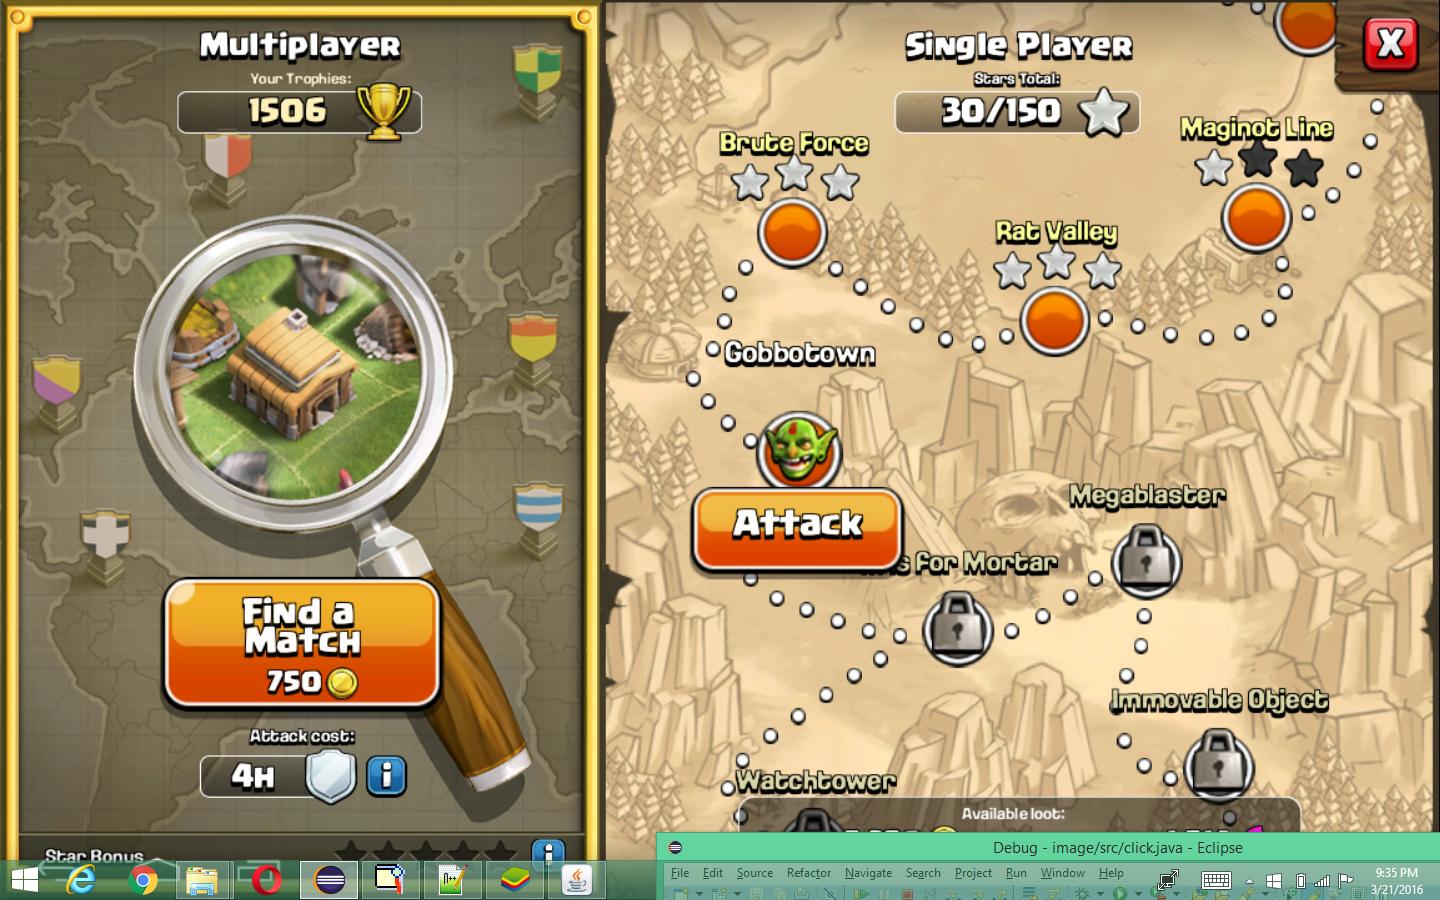 Multiplayer
Your Trophies:
1506
Find a
Match
750
Attack cost:
4H
i
Star Bonus
i
Single Player
Stars Total:
30/150
X
Brute Force
Maginot Line
Rat Valley
Gobbotown
Attack
Megablaster
for Mortar
Immovable Object
Watchtower
Available loot:
Debug - image/src/click.java - Eclipse
File Edit Source Refactor Navigate Search Project Run Window Help
9:35 PM
3/21/2016